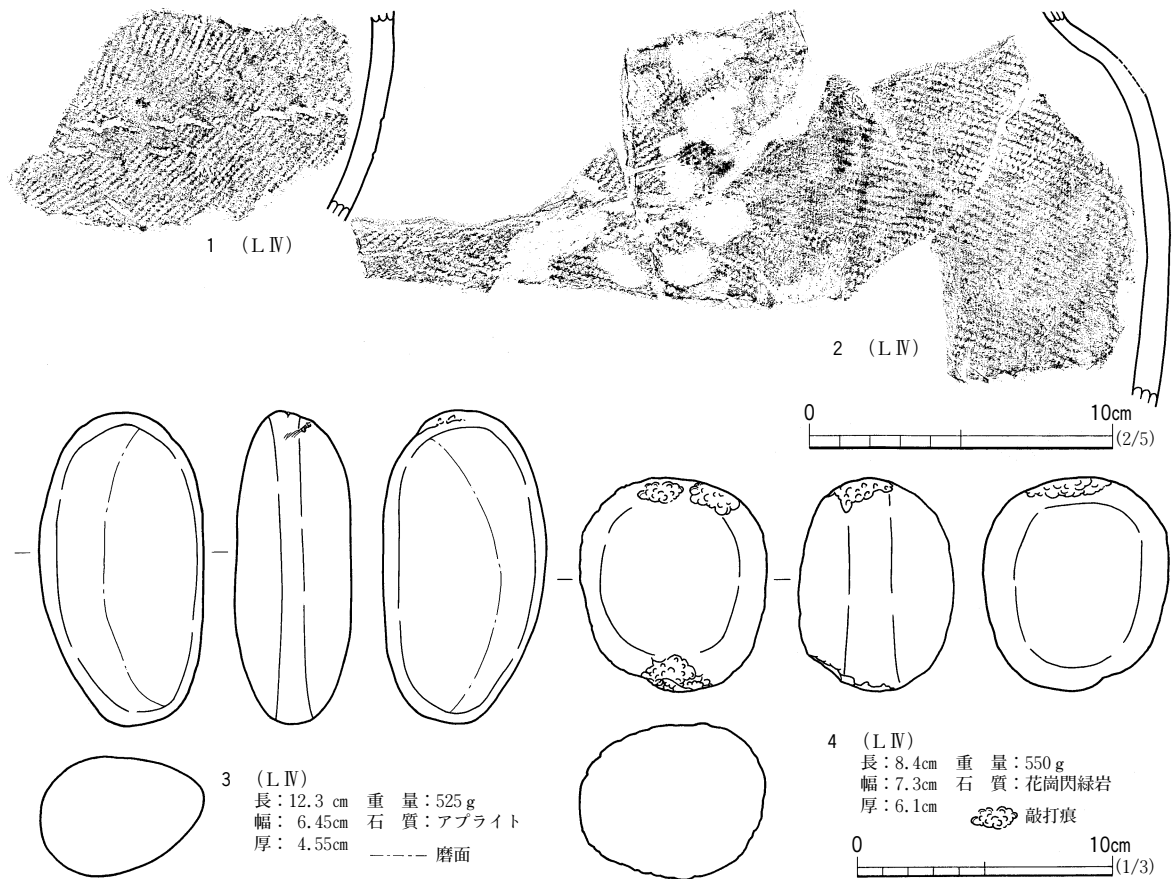 1 (LⅣ)
2 (LⅣ)
0 10cm
(2/5)
3 (LⅣ)
長:12.3 cm 重 量:525g
幅: 6.45cm 石 質:アプライト
厚: 4.55cm
磨面
4 (LⅣ)
長:8.4cm 重 量:550g
幅:7.3cm 石 質:花崗閃緑岩
厚:6.1cm
敲打痕
0 10cm
(1/3)